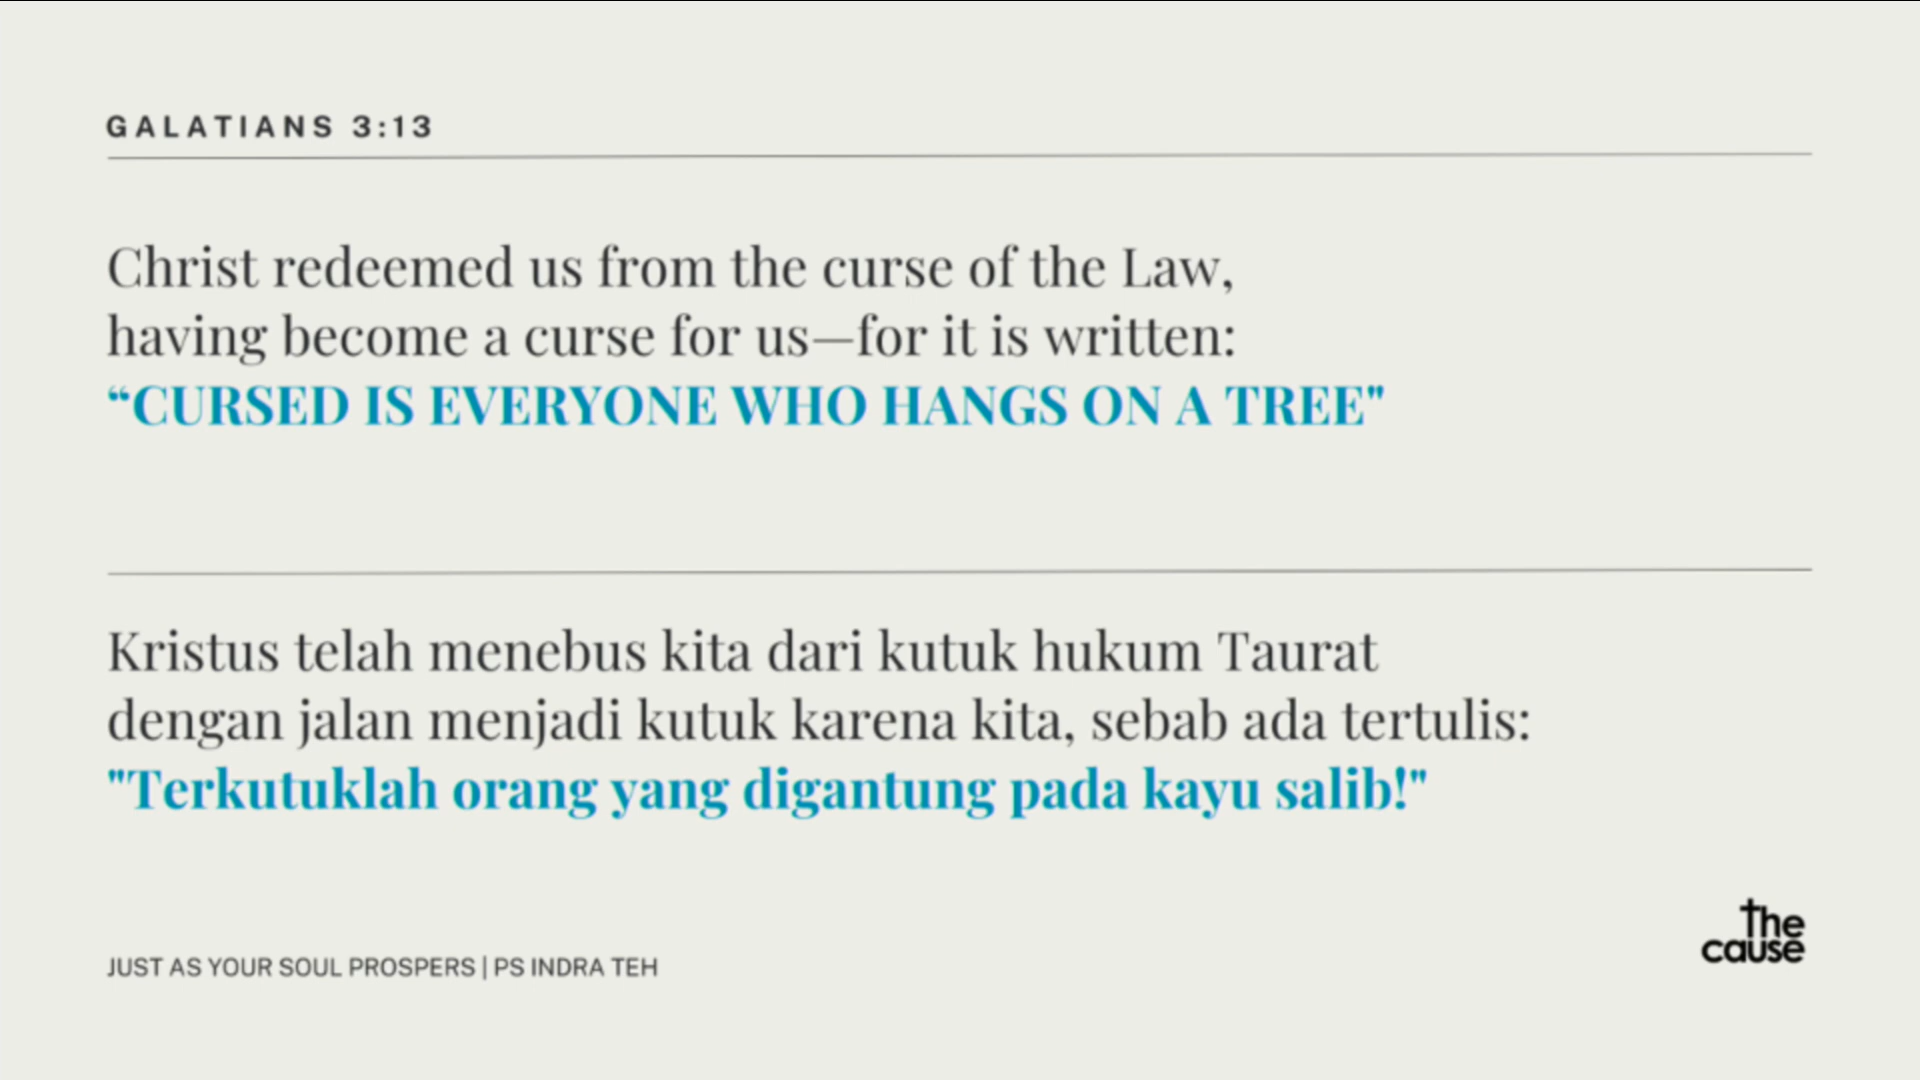 GALATIANS 3:13
Christ redeemed us from the curse of the Law,
having become a curse for us—for it is written:
“CURSED IS EVERYONE WHO HANGS ON A TREE"
Kristus telah menebus kita dari kutuk hukum Taurat
dengan jalan menjadi kutuk karena kita, sebab ada tertulis:
"Terkutuklah orang yang digantung pada kayu salib!"
the
cause
JUST AS YOUR SOUL PROSPERS | PS INDRA TEH